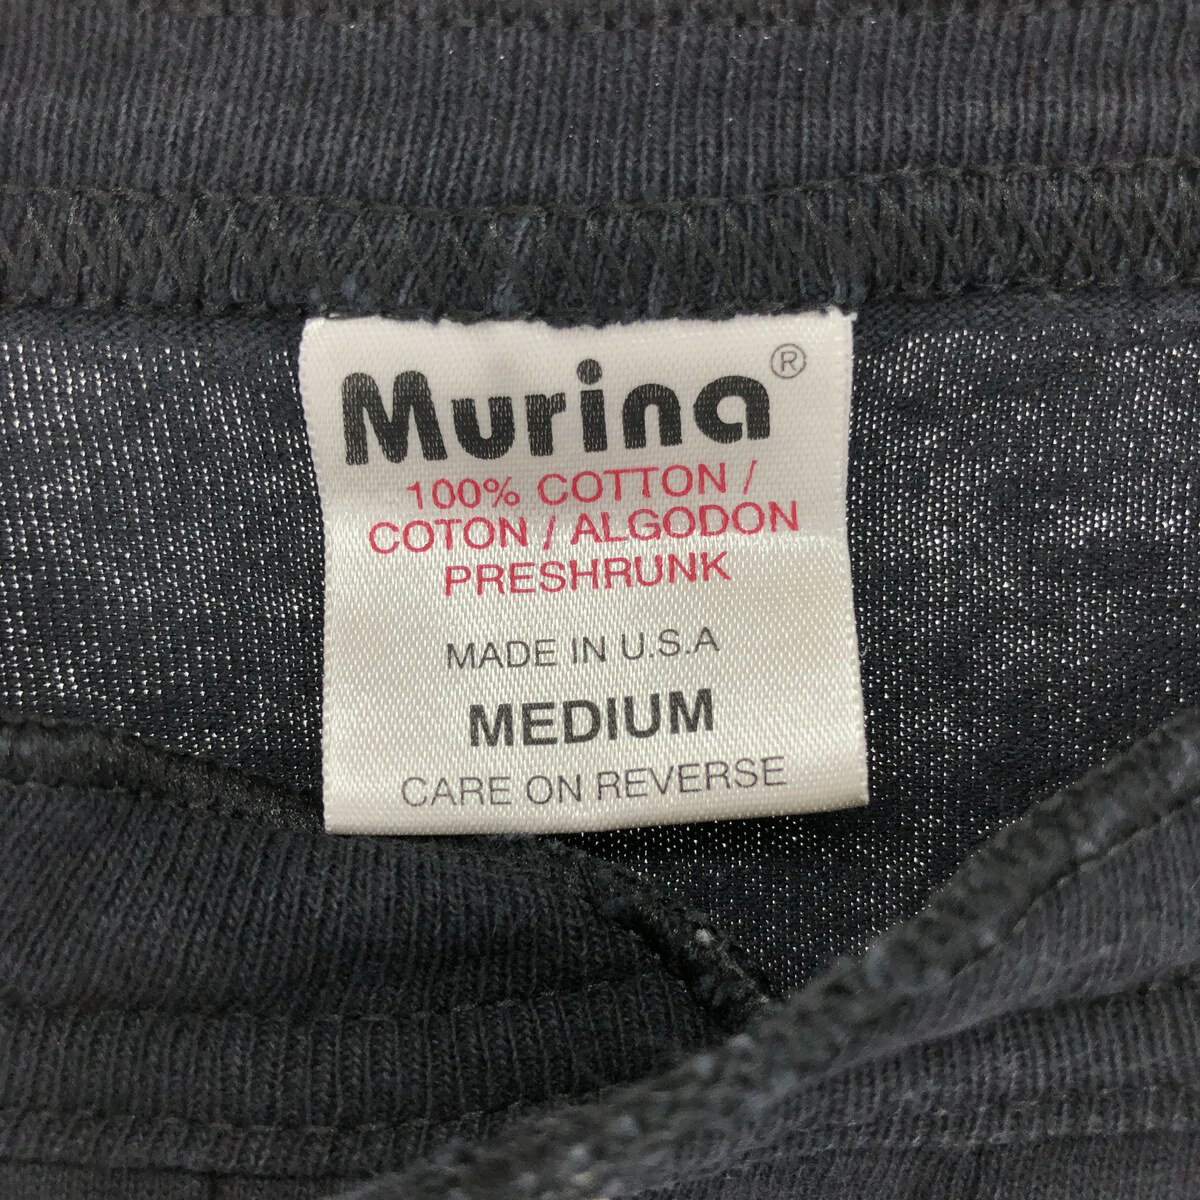 Murina®
100% COTTON /
COTON / ALGODON
PRESHRUNK
MADE IN U.S.A
MEDIUM
CARE ON REVERSE